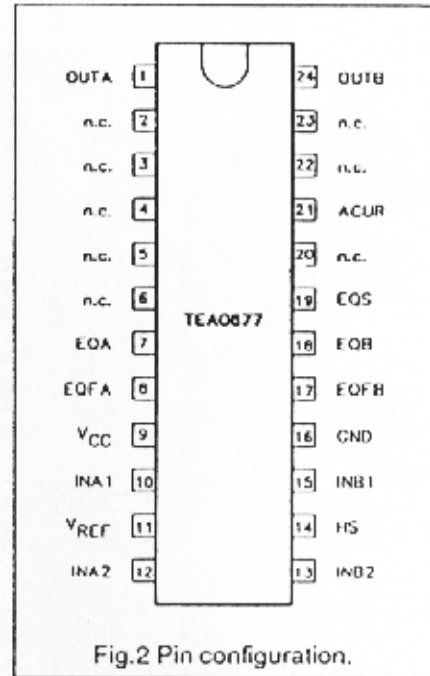 OUTA 1 24 OUTB
n.c. 2 23 n.c.
n.c. 3 22 n.c.
n.c. 4 21 ACUR
n.c. 5 20 n.c.
n.c. 6 19 EQS
TEA0677
EQA 7 18 EQB
EQFA 8 17 EQFB
VCC 9 16 GND
INA1 10 15 INB1
VREF 11 14 HS
INA2 12 13 INB2
Fig.2 Pin configuration.